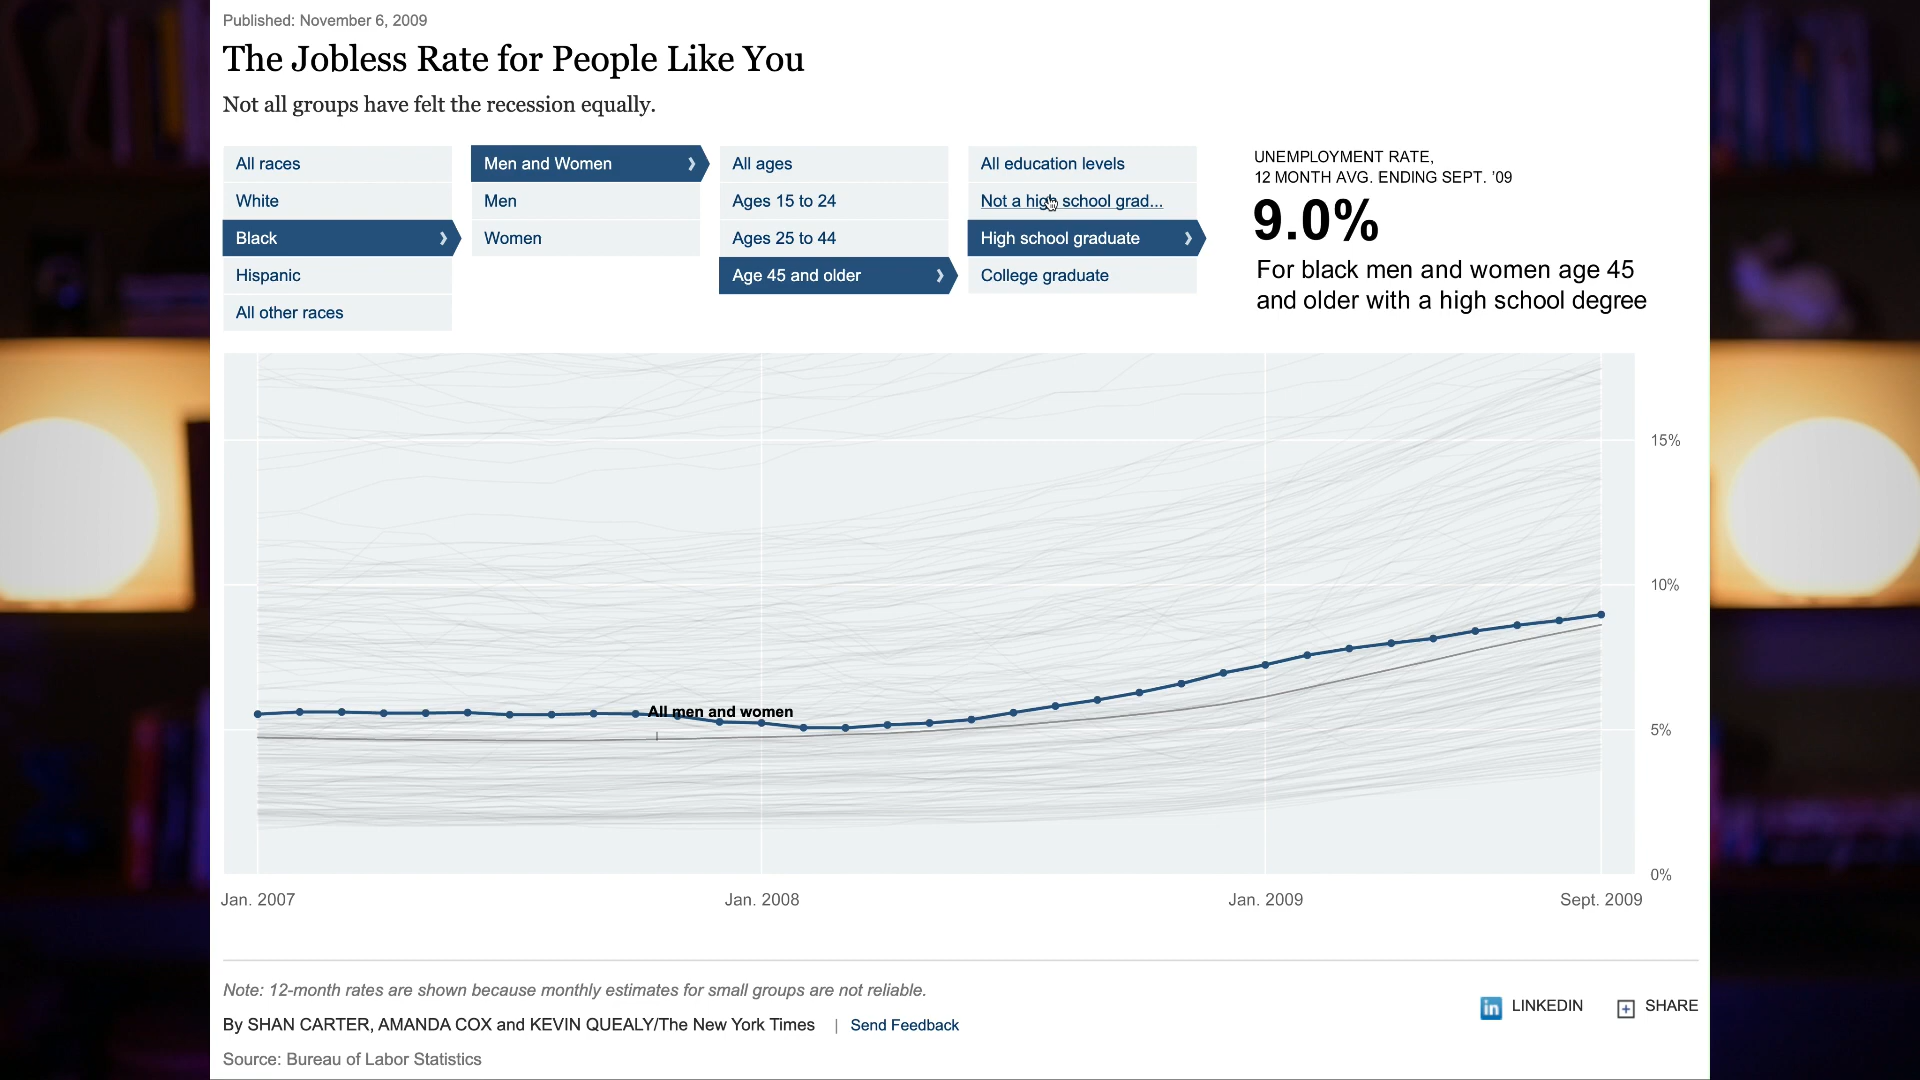 Published: November 6, 2009
The Jobless Rate for People Like You
Not all groups have felt the recession equally.
All races
White
Black
Hispanic
All other races
Men and Women
Men
Women
All ages
Ages 15 to 24
Ages 25 to 44
Age 45 and older
All education levels
Not a high school grad...
High school graduate
College graduate
UNEMPLOYMENT RATE,
12 MONTH AVG. ENDING SEPT. '09
9.0%
For black men and women age 45
and older with a high school degree
15%
10%
All men and women
5%
0%
Jan. 2007
Jan. 2008
Jan. 2009
Sept. 2009
Note: 12-month rates are shown because monthly estimates for small groups are not reliable.
By SHAN CARTER, AMANDA COX and KEVIN QUEALY/The New York Times | Send Feedback
in LINKEDIN
SHARE
Source: Bureau of Labor Statistics